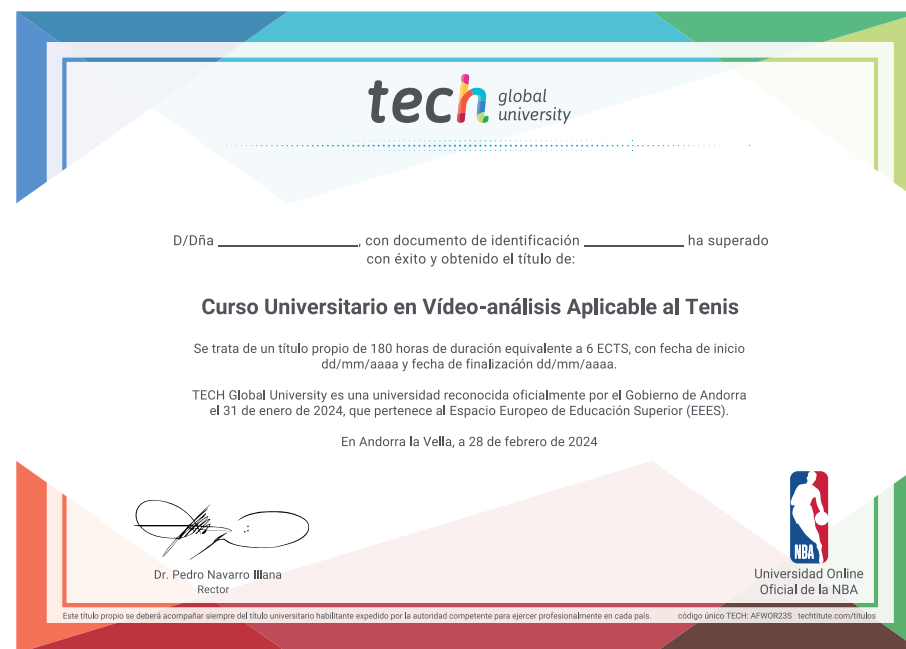 tech global university
D/Dña ________________, con documento de identificación ____________ ha superado
con éxito y obtenido el título de:
Curso Universitario en Vídeo-análisis Aplicable al Tenis
Se trata de un título propio de 180 horas de duración equivalente a 6 ECTS, con fecha de inicio
dd/mm/aaaa y fecha de finalización dd/mm/aaaa.
TECH Global University es una universidad reconocida oficialmente por el Gobierno de Andorra
el 31 de enero de 2024, que pertenece al Espacio Europeo de Educación Superior (EEES).
En Andorra la Vella, a 28 de febrero de 2024
Dr. Pedro Navarro Illana
Rector
NBA
Universidad Online
Oficial de la NBA
Este título propio se deberá acompañar siempre del título universitario habilitante expedido por la autoridad competente para ejercer profesionalmente en cada país.
código único TECH: AFWOR23S techtitute.com/titulos